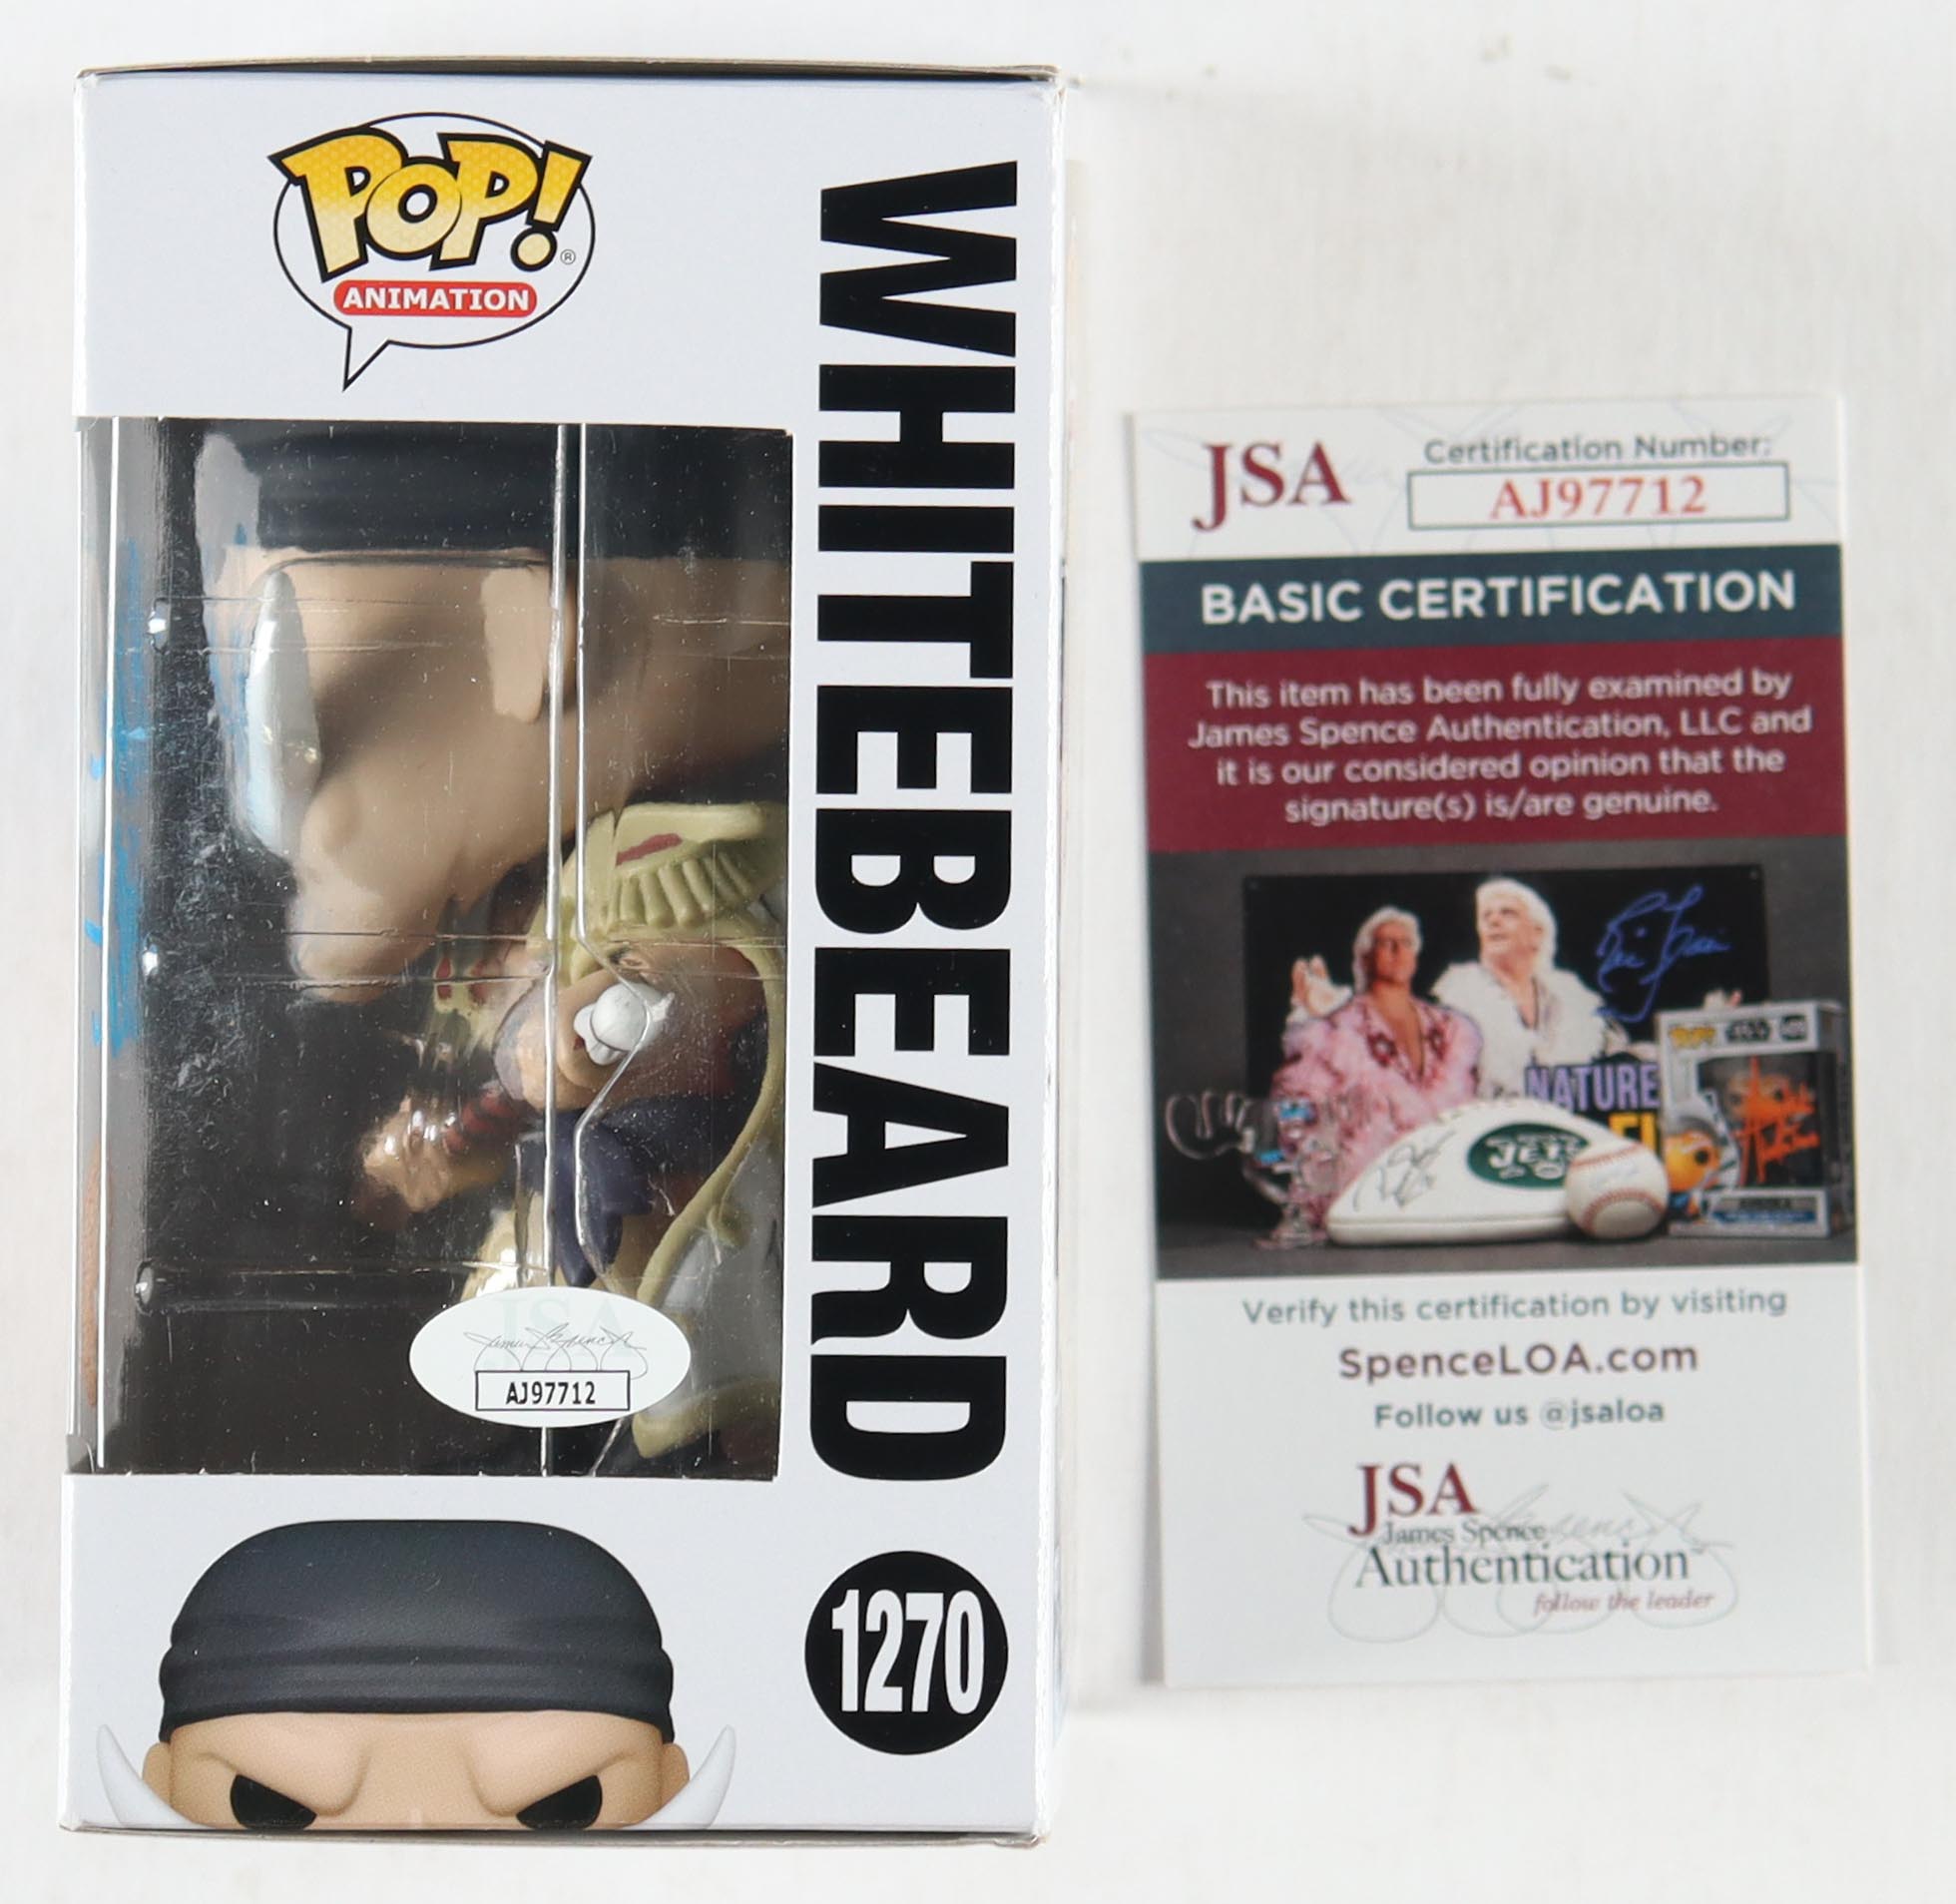 POP!
®
ANIMATION
WHITEBEARD
JSA
AJ97712
1270
JSA
Certification Number:
AJ97712
BASIC CERTIFICATION
This item has been fully examined by
James Spence Authentication, LLC and
it is our considered opinion that the
signature(s) is/are genuine.
NATURE
JETS
Verify this certification by visiting
SpenceLOA.com
Follow us @jsaloa
JSA
James Spence
Authentication
follow the leader